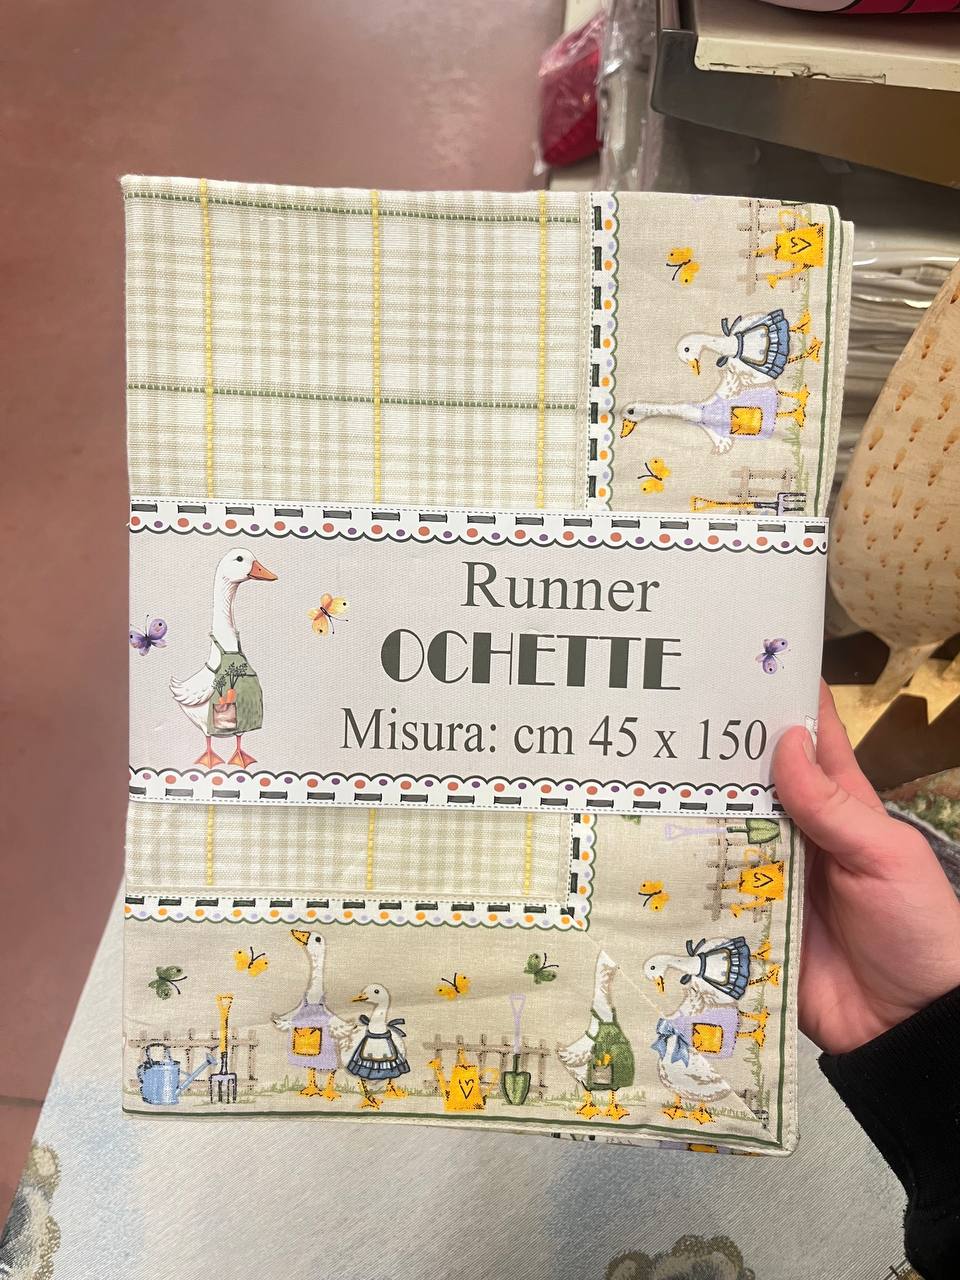 Runner
OCHETTE
Misura: cm 45 x 150